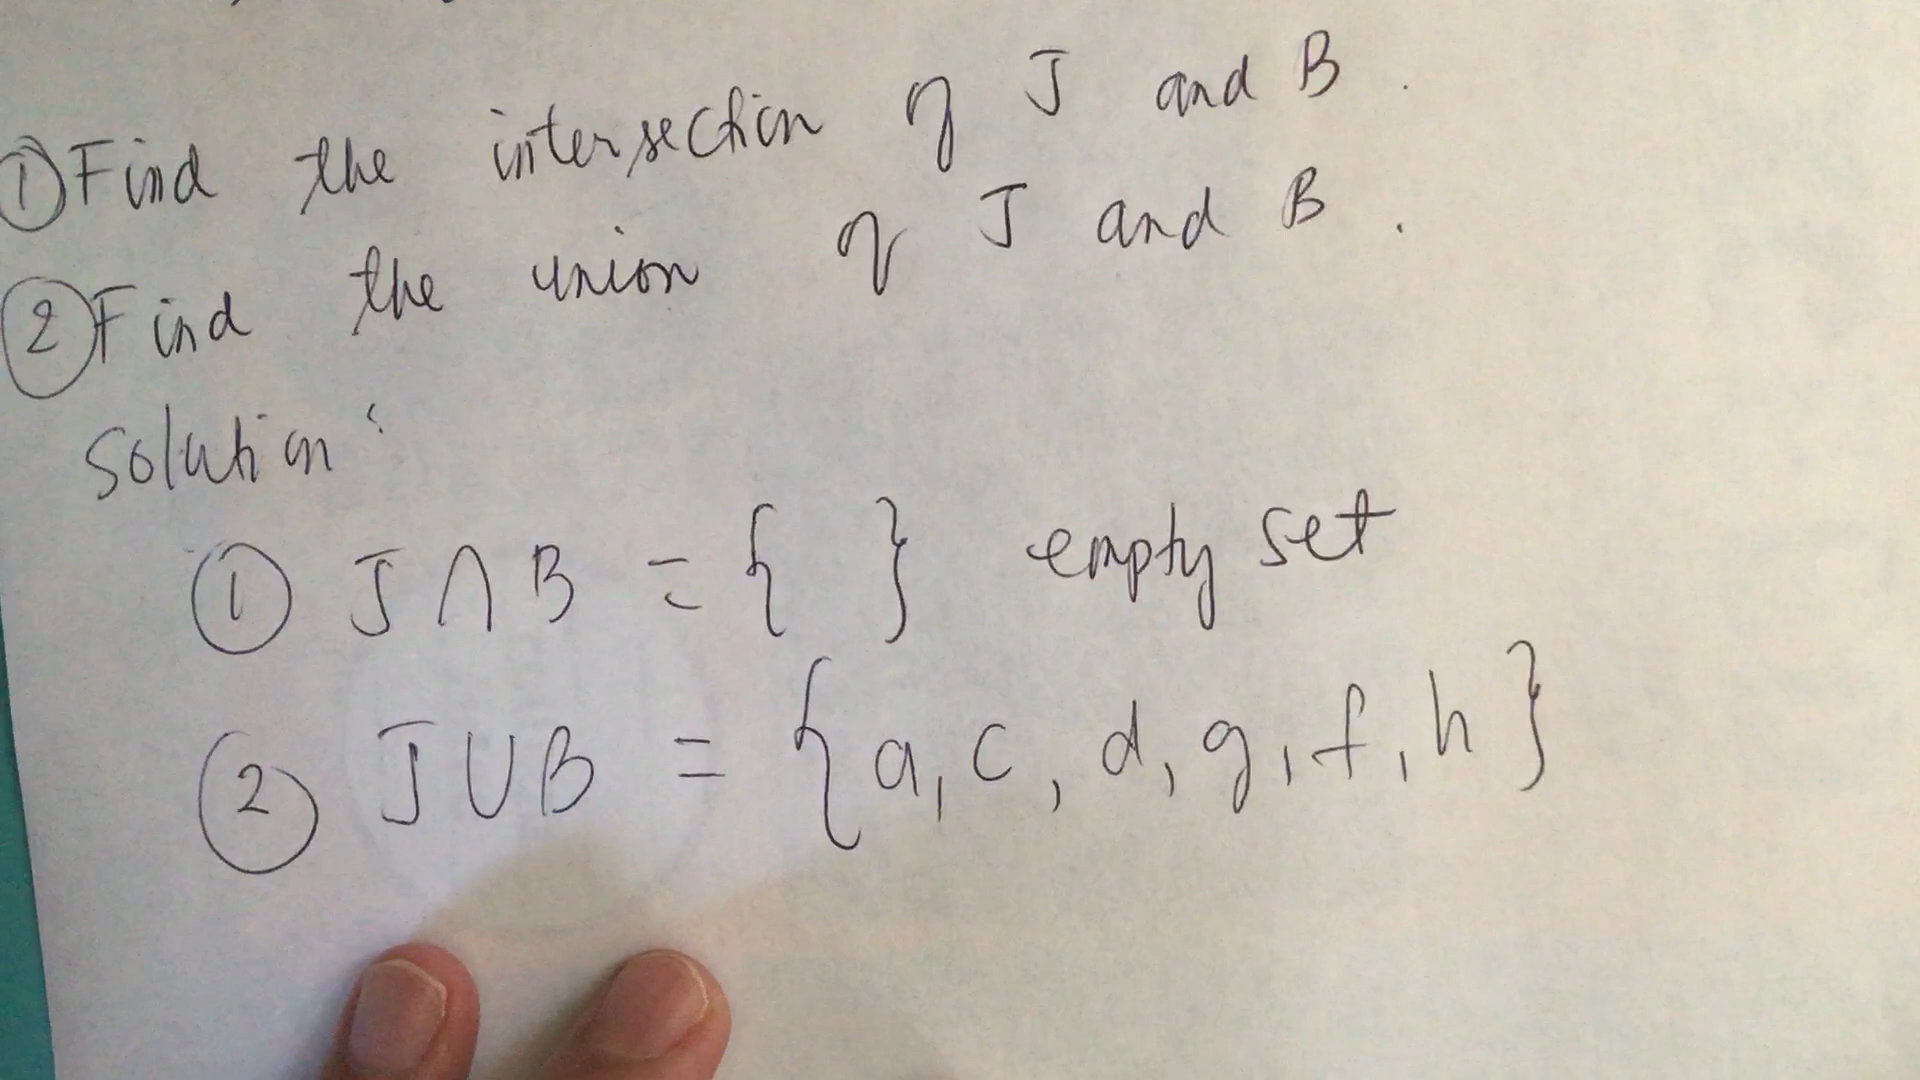 ① Find the intersection of J and B.
② Find the union of J and B.
Solution:
① J ∩ B = { } empty set
② J ∪ B = {a, c, d, g, f, h}